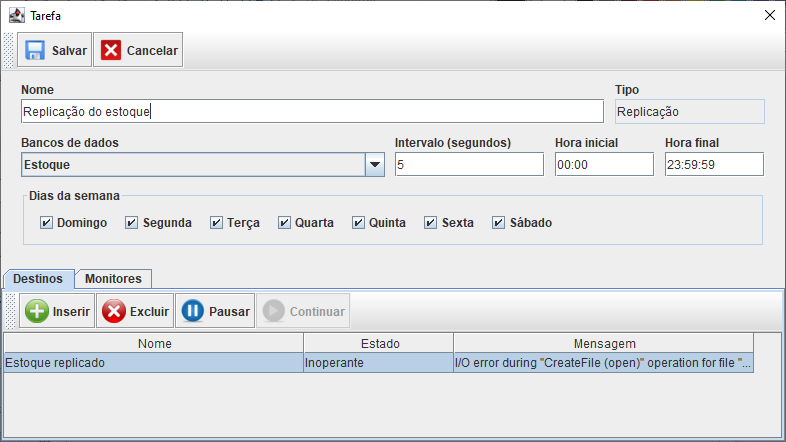 Tarefa
Salvar Cancelar
Nome Tipo
Replicação do estoque Replicação
Bancos de dados Intervalo (segundos) Hora inicial Hora final
Estoque 5 00:00 23:59:59
Dias da semana
Domingo Segunda Terça Quarta Quinta Sexta Sábado
Destinos Monitores
Inserir Excluir Pausar Continuar
Nome Estado Mensagem
Estoque replicado Inoperante I/O error during "CreateFile (open)" operation for file "...